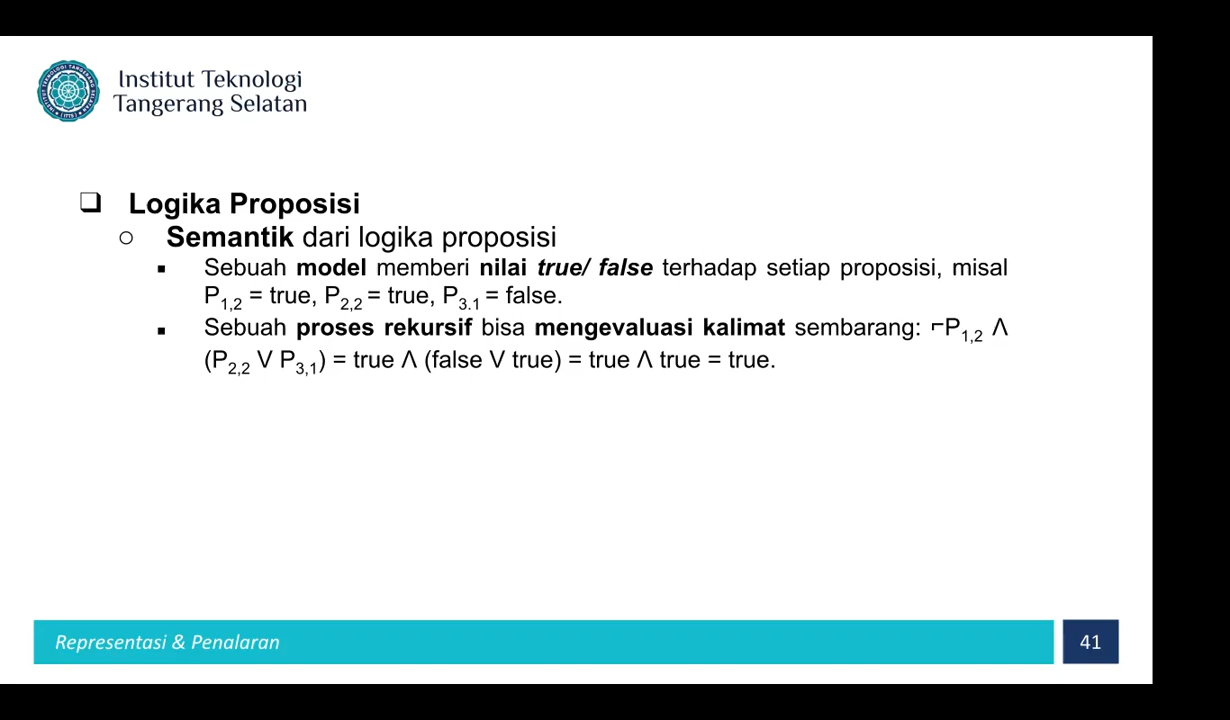 Institut Teknologi
Tangerang Selatan
❑ Logika Proposisi
○ Semantik dari logika proposisi
▪ Sebuah model memberi nilai true/ false terhadap setiap proposisi, misal
P1,2 = true, P2,2 = true, P3.1 = false.
▪ Sebuah proses rekursif bisa mengevaluasi kalimat sembarang: ⌐P1,2 Λ
(P2,2 V P3,1) = true Λ (false V true) = true Λ true = true.
Representasi & Penalaran
41